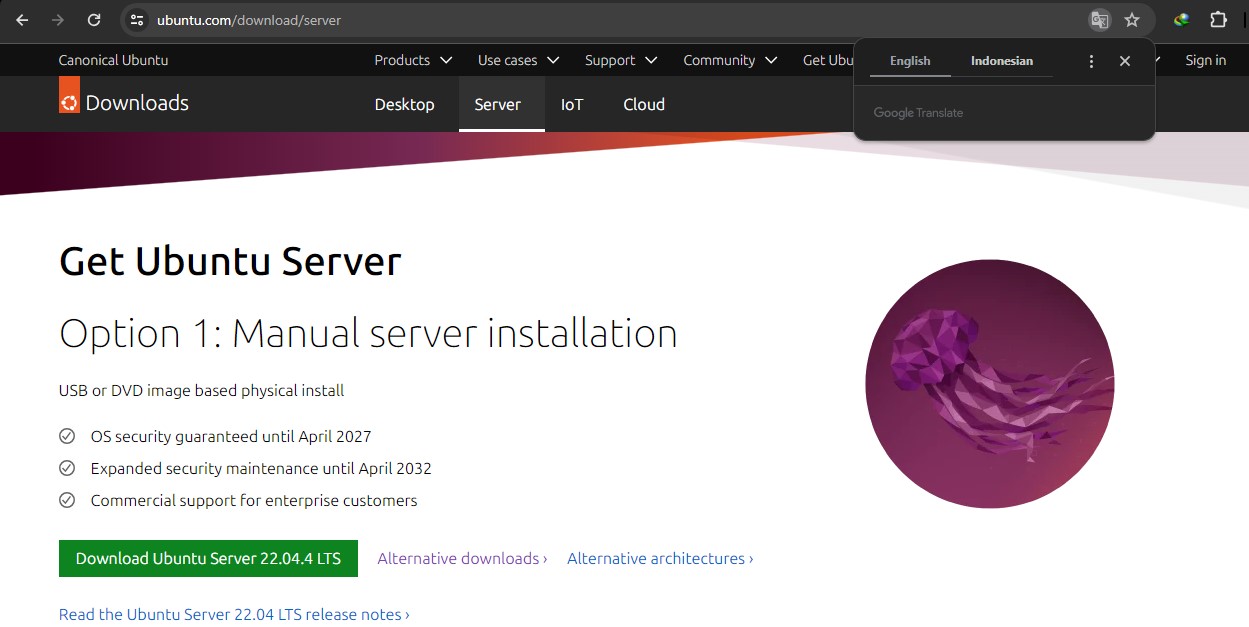 ubuntu.com/download/server
Canonical Ubuntu Products Use cases Support Community Get Ubu Sign in
English Indonesian
Google Translate
Downloads Desktop Server IoT Cloud
Get Ubuntu Server
Option 1: Manual server installation
USB or DVD image based physical install
OS security guaranteed until April 2027
Expanded security maintenance until April 2032
Commercial support for enterprise customers
Download Ubuntu Server 22.04.4 LTS Alternative downloads › Alternative architectures ›
Read the Ubuntu Server 22.04 LTS release notes ›